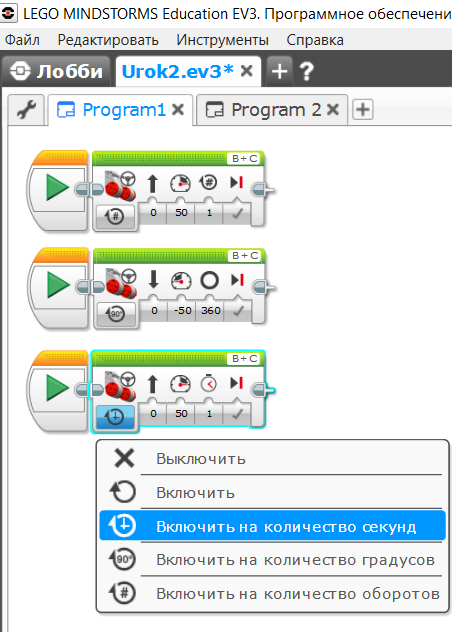 LEGO MINDSTORMS Education EV3. Программное обеспечени
Файл Редактировать Инструменты Справка
Лобби Urok2.ev3* × + ?
Program1 × Program 2 × +
B+C
#
0 50 1
B+C
90°
0 -50 360
B+C
0 50 1
Выключить
Включить
Включить на количество секунд
90° Включить на количество градусов
# Включить на количество оборотов